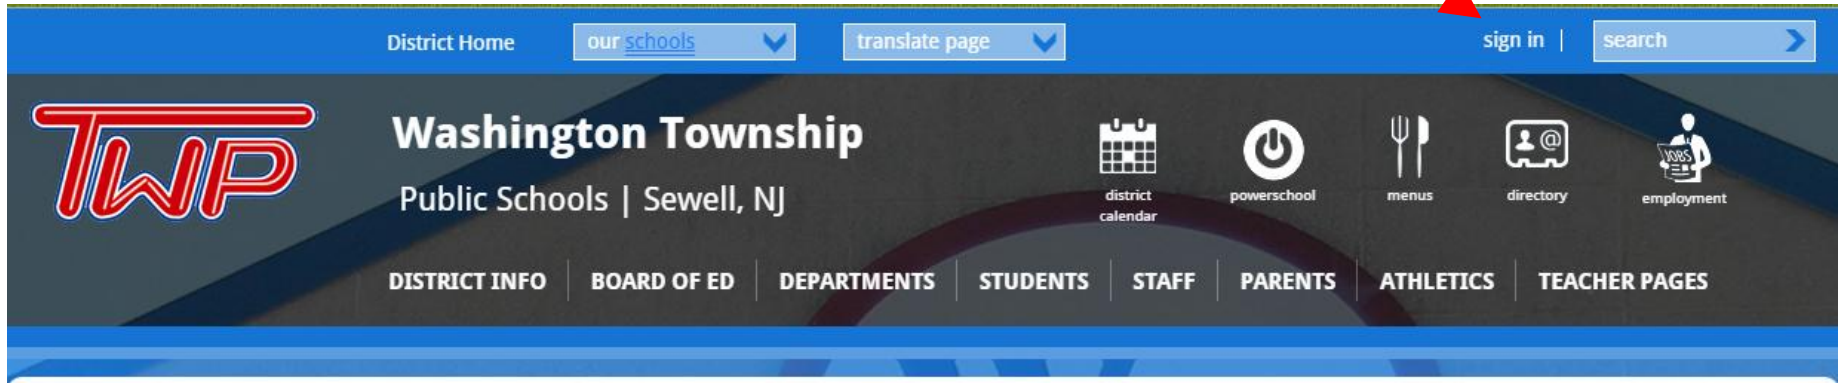 District Home our schools translate page sign in | search
TWP
Washington Township
Public Schools | Sewell, NJ
district calendar
powerschool
menus
@
directory
JOBS
employment
DISTRICT INFO BOARD OF ED DEPARTMENTS STUDENTS STAFF PARENTS ATHLETICS TEACHER PAGES